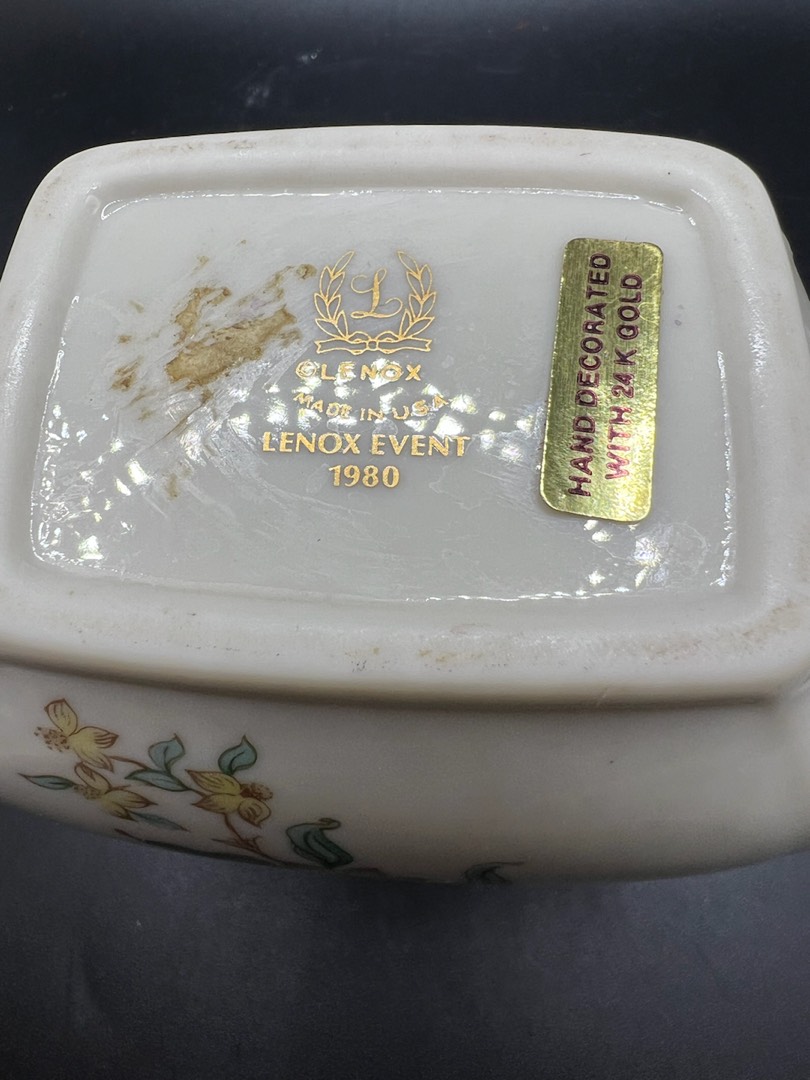 L
©LENOX
MADE IN USA
LENOX EVENT
1980
HAND DECORATED
WITH 24 K GOLD